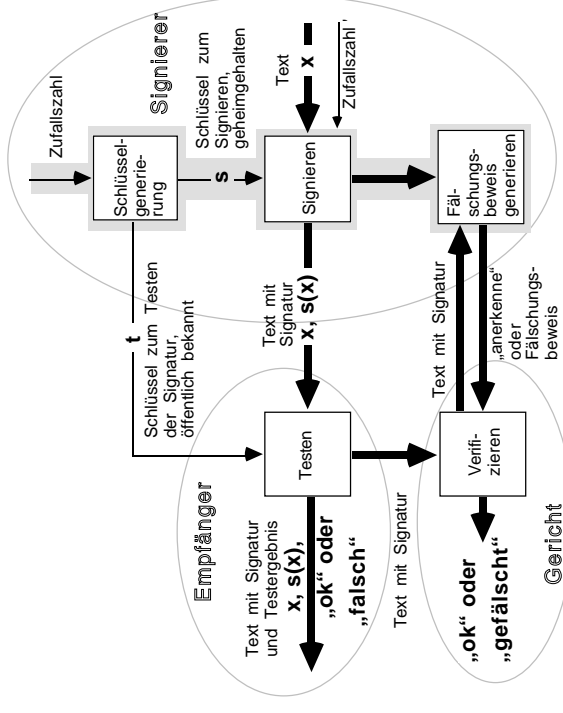 Zufallszahl
Signierer
Schlüssel-
generie-
rung
t
Schlüssel zum Testen
der Signatur,
öffentlich bekannt
s
Schlüssel zum
Signieren,
geheimgehalten
Empfänger
Text mit Signatur
und Testergebnis
x, s(x),
„ok“ oder
„falsch“
Testen
Text mit
Signatur
x, s(x)
Signieren
Text
x
Zufallszahl'
Text mit Signatur
„ok“ oder
„gefälscht“
Verifi-
zieren
Text mit Signatur
„anerkenne“
oder
Fälschungs-
beweis
Fäl-
schungs-
beweis
generieren
Gericht